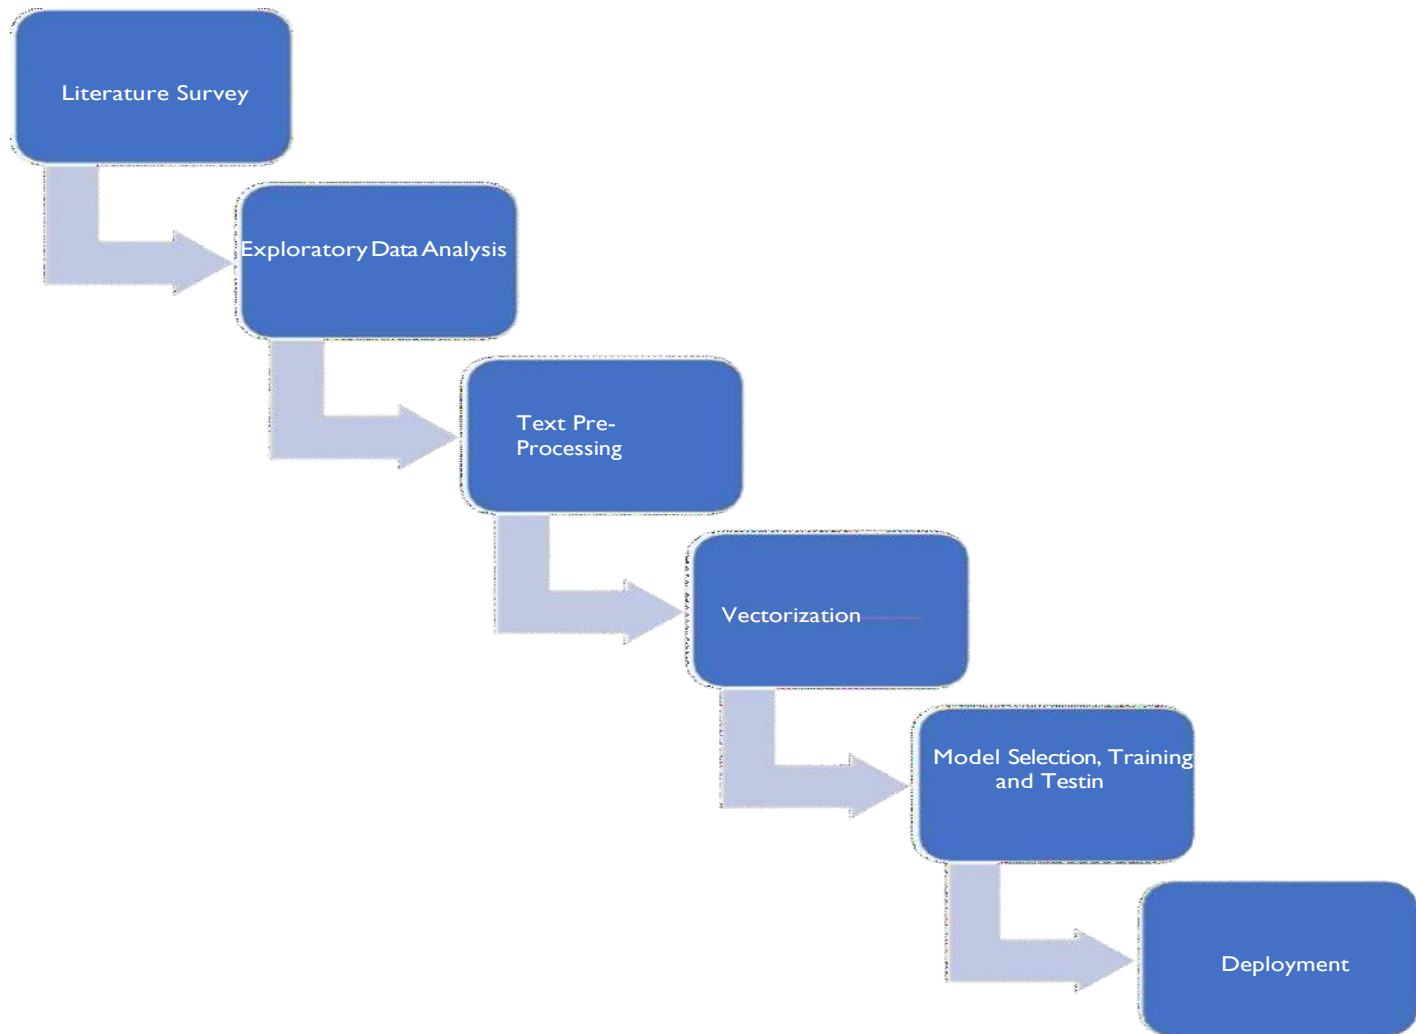 Literature Survey
Exploratory Data Analysis
Text Pre-
Processing
Vectorization
Model Selection, Training
and Testin
Deployment